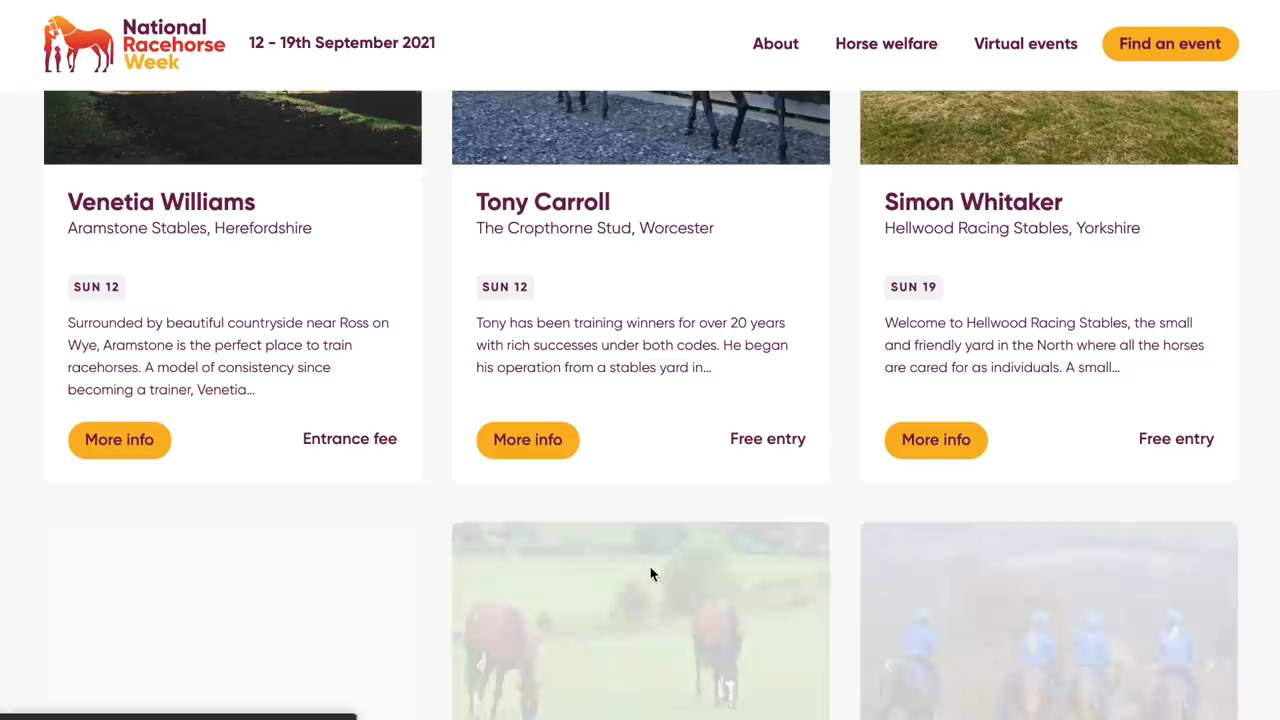 National
Racehorse
Week
12 - 19th September 2021
About
Horse welfare
Virtual events
Find an event
Venetia Williams
Aramstone Stables, Herefordshire
SUN 12
Surrounded by beautiful countryside near Ross on
Wye, Aramstone is the perfect place to train
racehorses. A model of consistency since
becoming a trainer, Venetia...
More info
Entrance fee
Tony Carroll
The Cropthorne Stud, Worcester
SUN 12
Tony has been training winners for over 20 years
with rich successes under both codes. He began
his operation from a stables yard in...
More info
Free entry
Simon Whitaker
Hellwood Racing Stables, Yorkshire
SUN 19
Welcome to Hellwood Racing Stables, the small
and friendly yard in the North where all the horses
are cared for as individuals. A small...
More info
Free entry